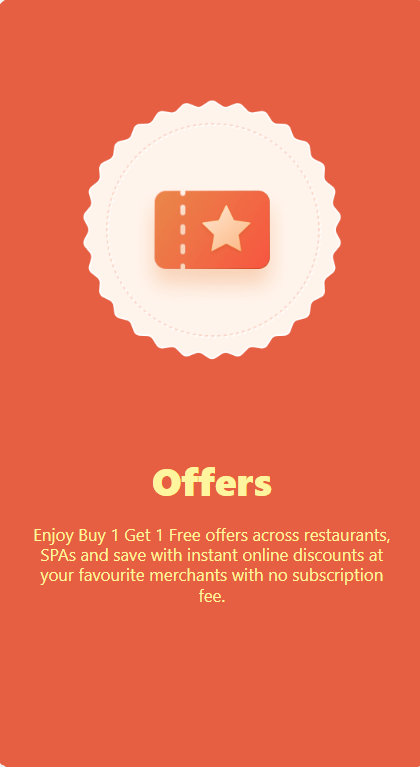 Offers
Enjoy Buy 1 Get 1 Free offers across restaurants,
SPAs and save with instant online discounts at
your favourite merchants with no subscription
fee.